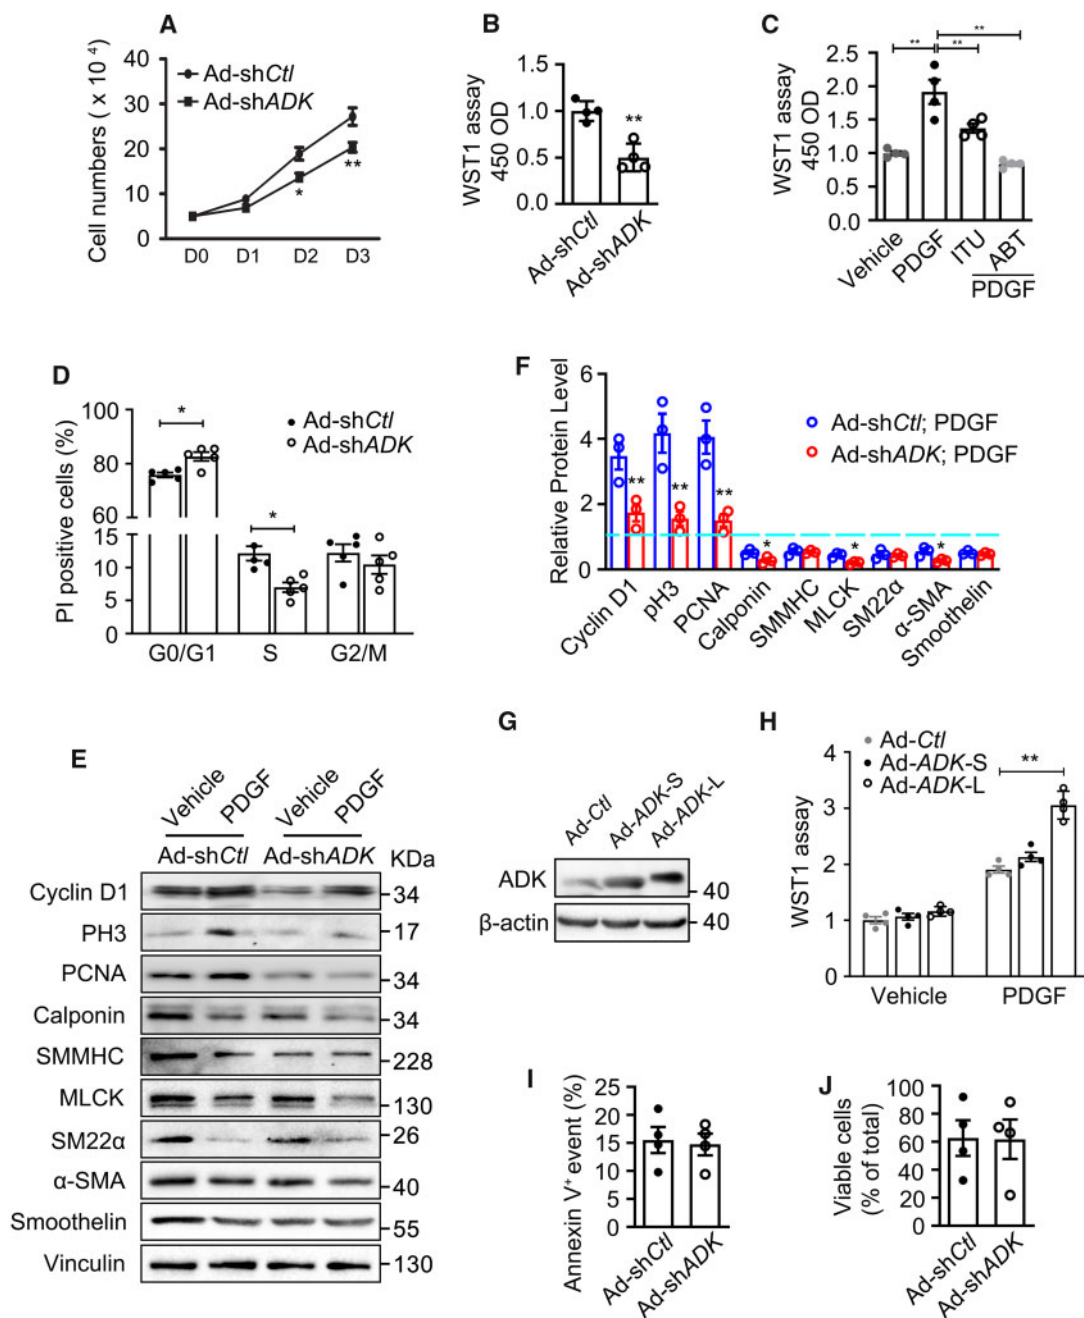 A
Cell numbers ( x 10 ⁴)
40
30
20
10
0
Ad-shCtl
Ad-shADK
*
**
D0 D1 D2 D3
B
WST1 assay
450 OD
1.5
1.0
0.5
0.0
**
Ad-shCtl
Ad-shADK
C
WST1 assay
450 OD
2.5
2.0
1.5
1.0
0.5
0.0
** ** **
Vehicle
PDGF
ITU
ABT
PDGF
D
PI positive cells (%)
100
80
60
15
10
5
0
*
*
Ad-shCtl
Ad-shADK
G0/G1 S G2/M
F
Relative Protein Level
6
4
2
0
Ad-shCtl; PDGF
Ad-shADK; PDGF
** ** ** * * *
Cyclin D1
pH3
PCNA
Calponin
SMMHC
MLCK
SM22α
α-SMA
Smoothelin
E
Vehicle PDGF Vehicle PDGF
Ad-shCtl Ad-shADK KDa
Cyclin D1 34
PH3 17
PCNA 34
Calponin 34
SMMHC 228
MLCK 130
SM22α 26
α-SMA 40
Smoothelin 55
Vinculin 130
G
Ad-Ctl
Ad-ADK-S
Ad-ADK-L
ADK 40
β-actin 40
H
WST1 assay
4
3
2
1
0
Ad-Ctl
Ad-ADK-S
Ad-ADK-L
**
Vehicle PDGF
I
Annexin V⁺ event (%)
25
20
15
10
5
0
Ad-shCtl
Ad-shADK
J
Viable cells
(% of total)
100
80
60
40
20
0
Ad-shCtl
Ad-shADK